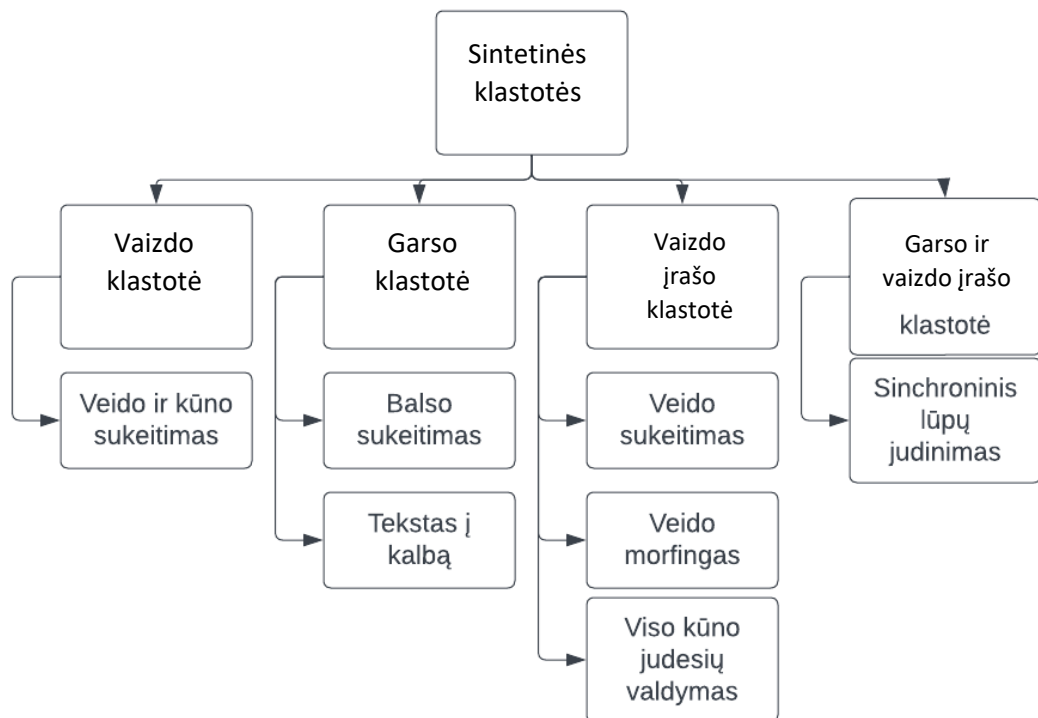 Sintetinės
klastotės
Vaizdo
klastotė
Garso
klastotė
Vaizdo
įrašo
klastotė
Garso ir
vaizdo įrašo
klastotė
Veido ir kūno
sukeitimas
Balso
sukeitimas
Veido
sukeitimas
Sinchroninis
lūpų
judinimas
Tekstas į
kalbą
Veido
morfingas
Viso kūno
judesių
valdymas